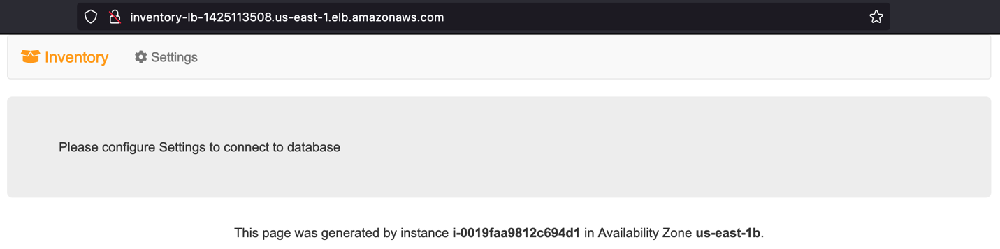 inventory-lb-1425113508.us-east-1.elb.amazonaws.com
Inventory Settings
Please configure Settings to connect to database
This page was generated by instance i-0019faa9812c694d1 in Availability Zone us-east-1b.